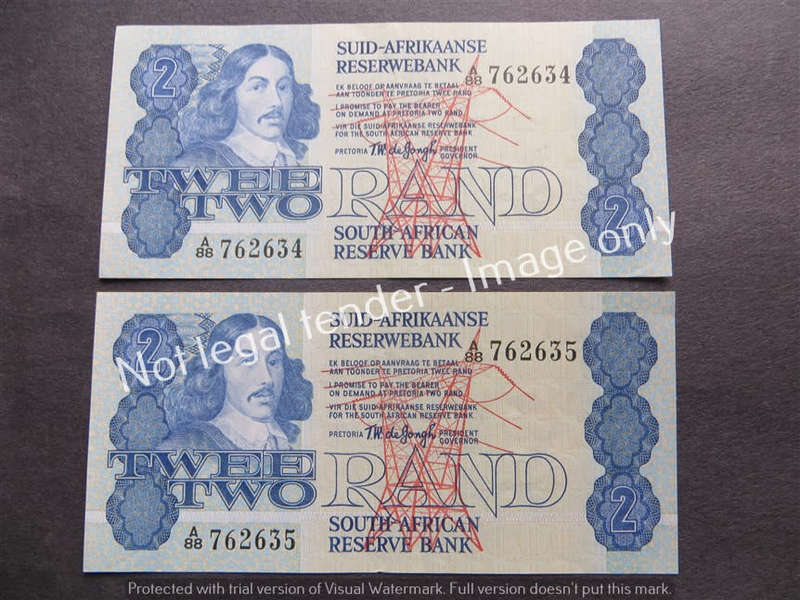 2
SUID-AFRIKAANSE
RESERWEBANK
A/88 762634
EK BELOOF OP AANVRAAG TE BETAAL
AAN TOONDER TE PRETORIA TWEE RAND
I PROMISE TO PAY THE BEARER
ON DEMAND AT PRETORIA TWO RAND
VIR DIE SUID-AFRIKAANSE RESERWEBANK
FOR THE SOUTH AFRICAN RESERVE BANK
PRETORIA T.W. de Jongh PRESIDENT
GOVERNOR
TWEE
TWO RAND
2
SOUTH AFRICAN
RESERVE BANK
A/88 762634
Not legal tender - Image only
2
SUID-AFRIKAANSE
RESERWEBANK
A/88 762635
EK BELOOF OP AANVRAAG TE BETAAL
AAN TOONDER TE PRETORIA TWEE RAND
I PROMISE TO PAY THE BEARER
ON DEMAND AT PRETORIA TWO RAND
VIR DIE SUID-AFRIKAANSE RESERWEBANK
FOR THE SOUTH AFRICAN RESERVE BANK
PRETORIA T.W. de Jongh PRESIDENT
GOVERNOR
TWEE
TWO RAND
2
SOUTH AFRICAN
RESERVE BANK
A/88 762635
Protected with trial version of Visual Watermark. Full version doesn't put this mark.